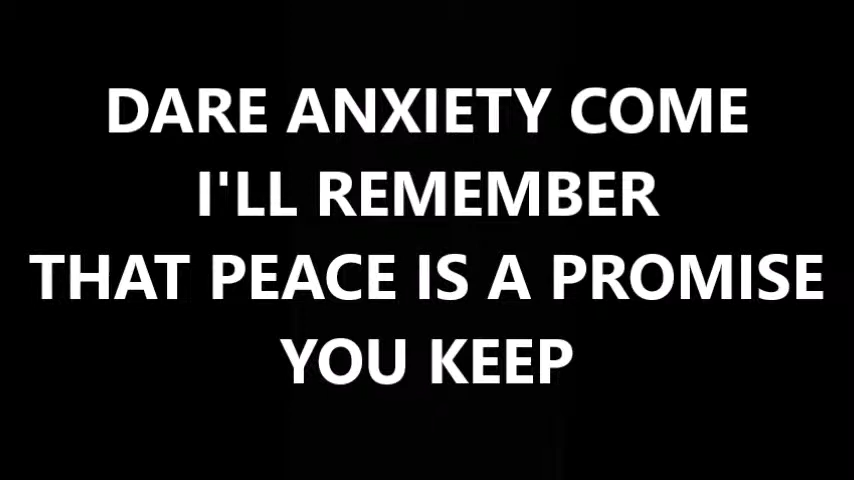 DARE ANXIETY COME
I'LL REMEMBER
THAT PEACE IS A PROMISE
YOU KEEP